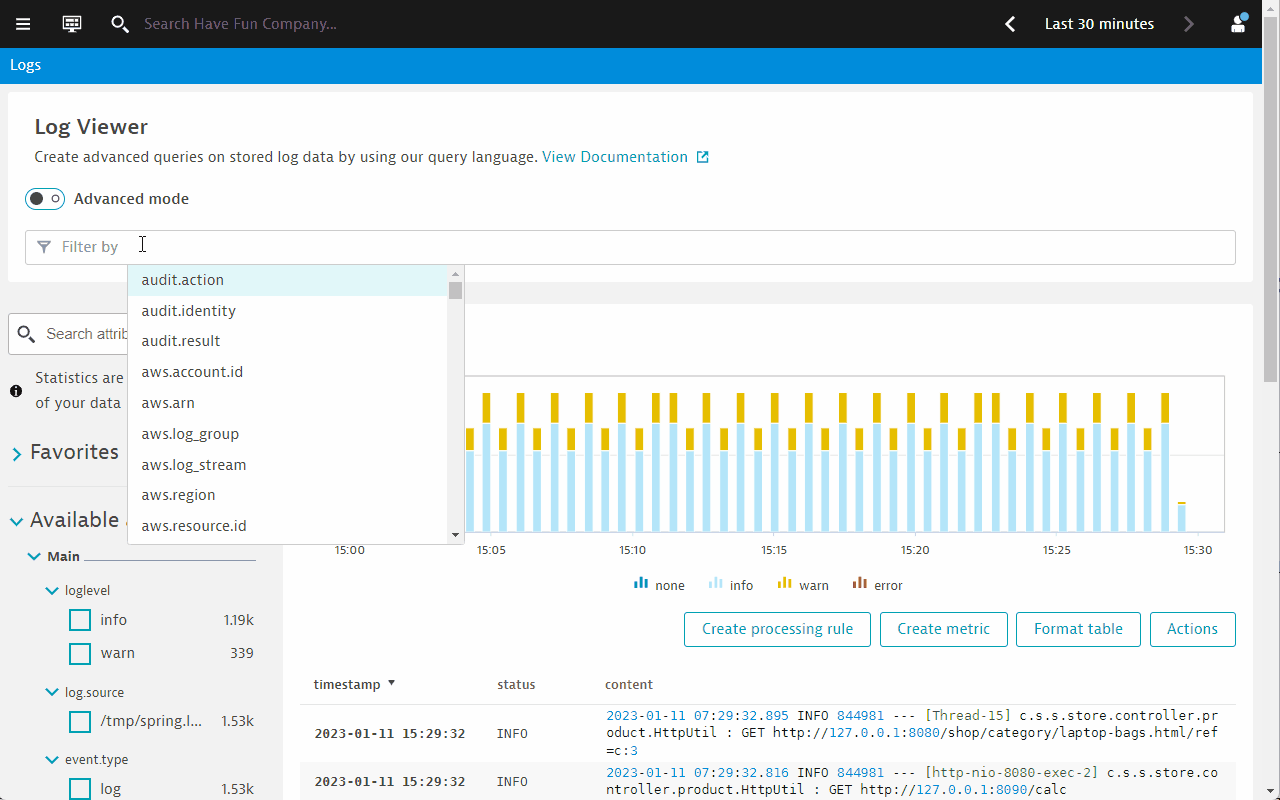 Search Have Fun Company...
Last 30 minutes
Logs
Log Viewer
Create advanced queries on stored log data by using our query language. View Documentation
Advanced mode
Filter by
audit.action
audit.identity
audit.result
aws.account.id
aws.arn
aws.log_group
aws.log_stream
aws.region
aws.resource.id
Search attrib
Statistics are
of your data
Favorites
Available
Main
loglevel
info 1.19k
warn 339
log.source
/tmp/spring.l... 1.53k
event.type
log 1.53k
15:00 15:05 15:10 15:15 15:20 15:25 15:30
none info warn error
Create processing rule Create metric Format table Actions
timestamp status content
2023-01-11 15:29:32 INFO 2023-01-11 07:29:32.895 INFO 844981 --- [Thread-15] c.s.s.store.controller.pr
oduct.HttpUtil : GET http://127.0.0.1:8080/shop/category/laptop-bags.html/ref
=c:3
2023-01-11 15:29:32 INFO 2023-01-11 07:29:32.816 INFO 844981 --- [http-nio-8080-exec-2] c.s.s.store.co
ntroller.product.HttpUtil : GET http://127.0.0.1:8090/calc